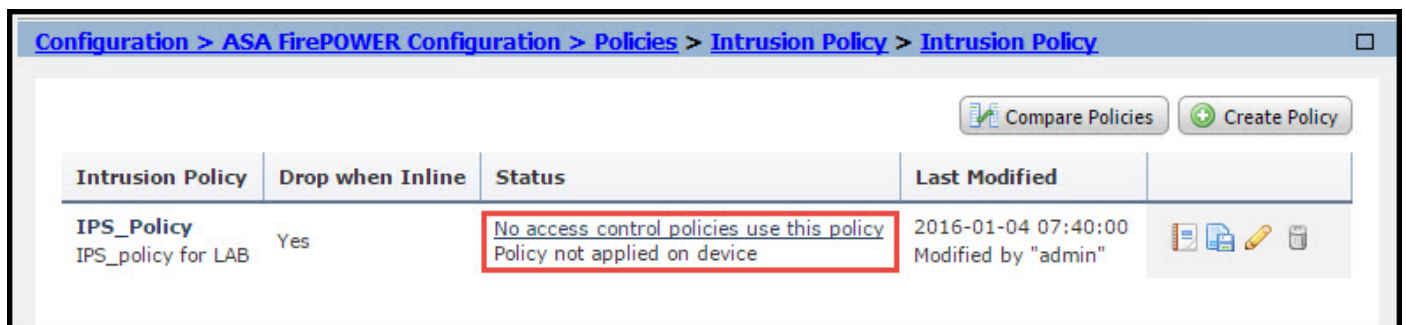 Configuration > ASA FirePOWER Configuration > Policies > Intrusion Policy > Intrusion Policy
Compare Policies Create Policy
Intrusion Policy Drop when Inline Status Last Modified
IPS_Policy
IPS_policy for LAB
Yes
No access control policies use this policy
Policy not applied on device
2016-01-04 07:40:00
Modified by "admin"